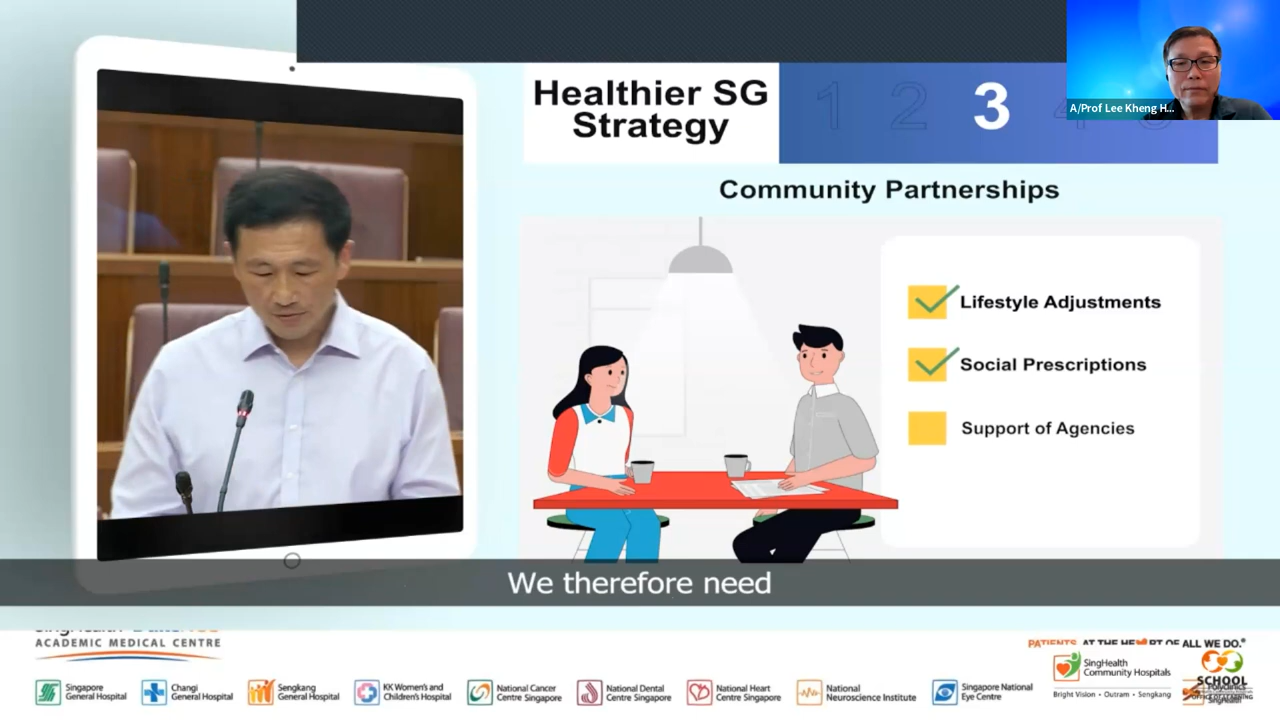 A/Prof Lee Kheng H...
Healthier SG
Strategy
1 2 3 4
Community Partnerships
Lifestyle Adjustments
Social Prescriptions
Support of Agencies
We therefore need
ACADEMIC MEDICAL CENTRE
PATIENTS. AT THE HEART OF ALL WE DO.®
Singapore
General Hospital
Changi
General Hospital
Sengkang
General Hospital
KK Women's and
Children's Hospital
National Cancer
Centre Singapore
National Dental
Centre Singapore
National Heart
Centre Singapore
National
Neuroscience Institute
Singapore National
Eye Centre
SingHealth
Community Hospitals
Bright Vision • Outram • Sengkang
SCHOOL